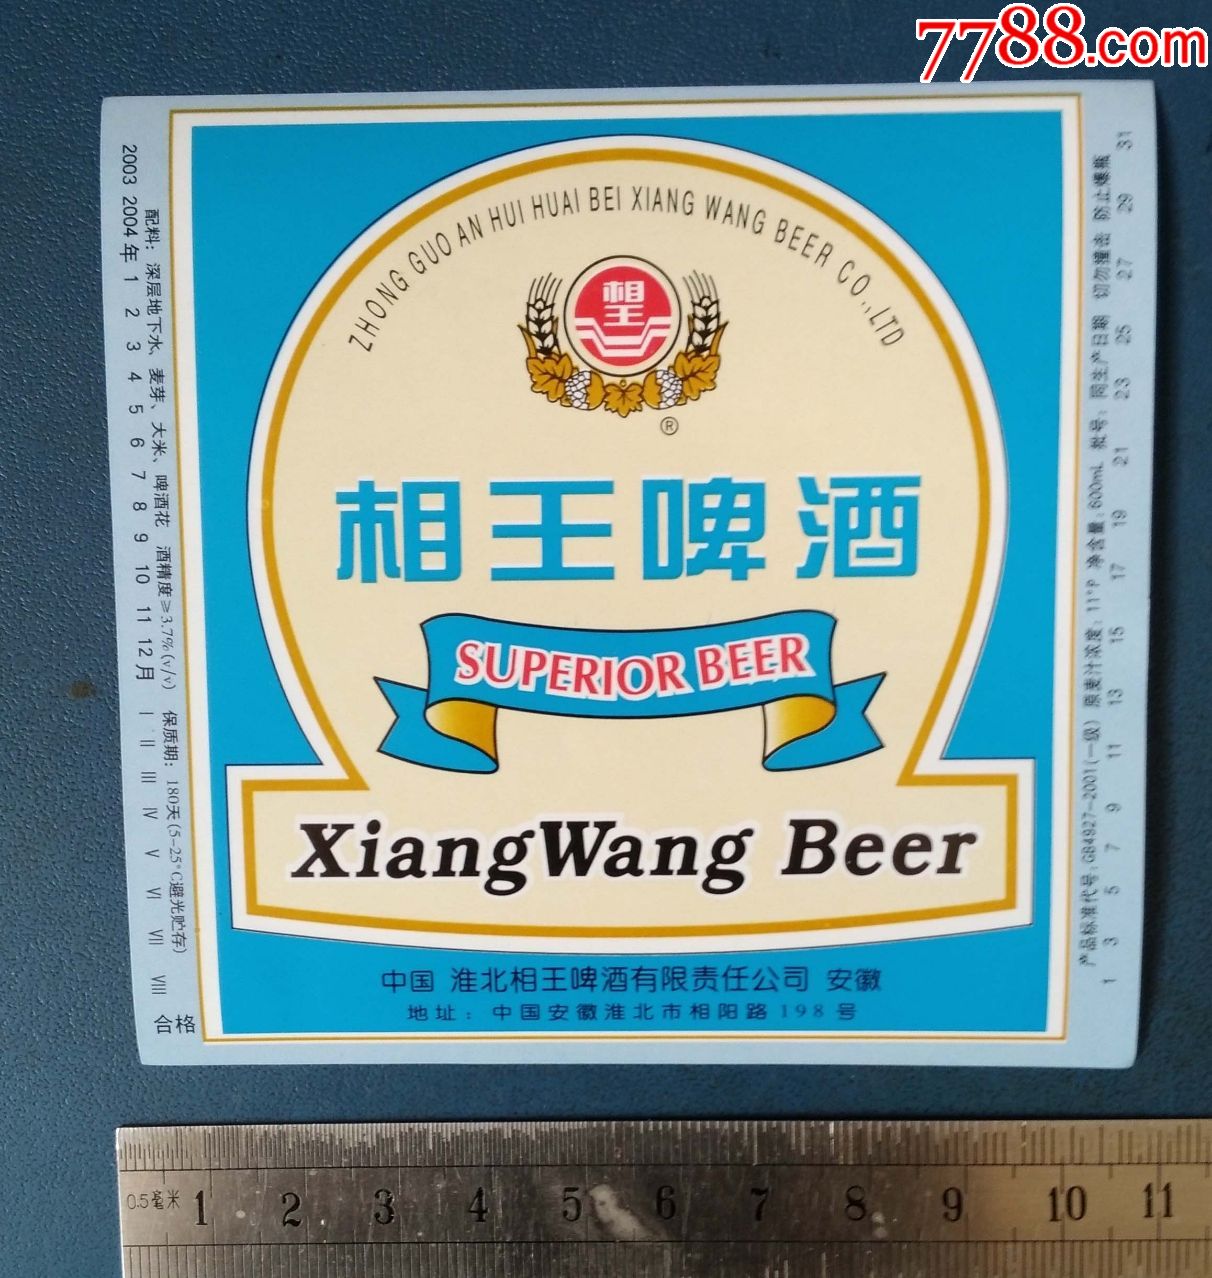 7788.com
ZHONG GUO AN HUI HUAI BEI XIANG WANG BEER CO.,LTD
相王
®
相王啤酒
SUPERIOR BEER
XiangWang Beer
中国 淮北相王啤酒有限责任公司 安徽
地址：中国安徽淮北市相阳路198号
配料：深层地下水、麦芽、大米、啤酒花 酒精度≥3.7%(v/v) 保质期：180天(5-25°C避光贮存)
2003 2004 年 1 2 3 4 5 6 7 8 9 10 11 12 月 I II III IV V VI VII VIII 合格
产品标准代号：GB4927-2001(一级) 原麦汁浓度：11°P 净含量：600mL 批号：同生产日期 切勿撞击 防止爆瓶
1 3 5 7 9 11 13 15 17 19 21 23 25 27 29 31
0.5毫米 1 2 3 4 5 6 7 8 9 10 11